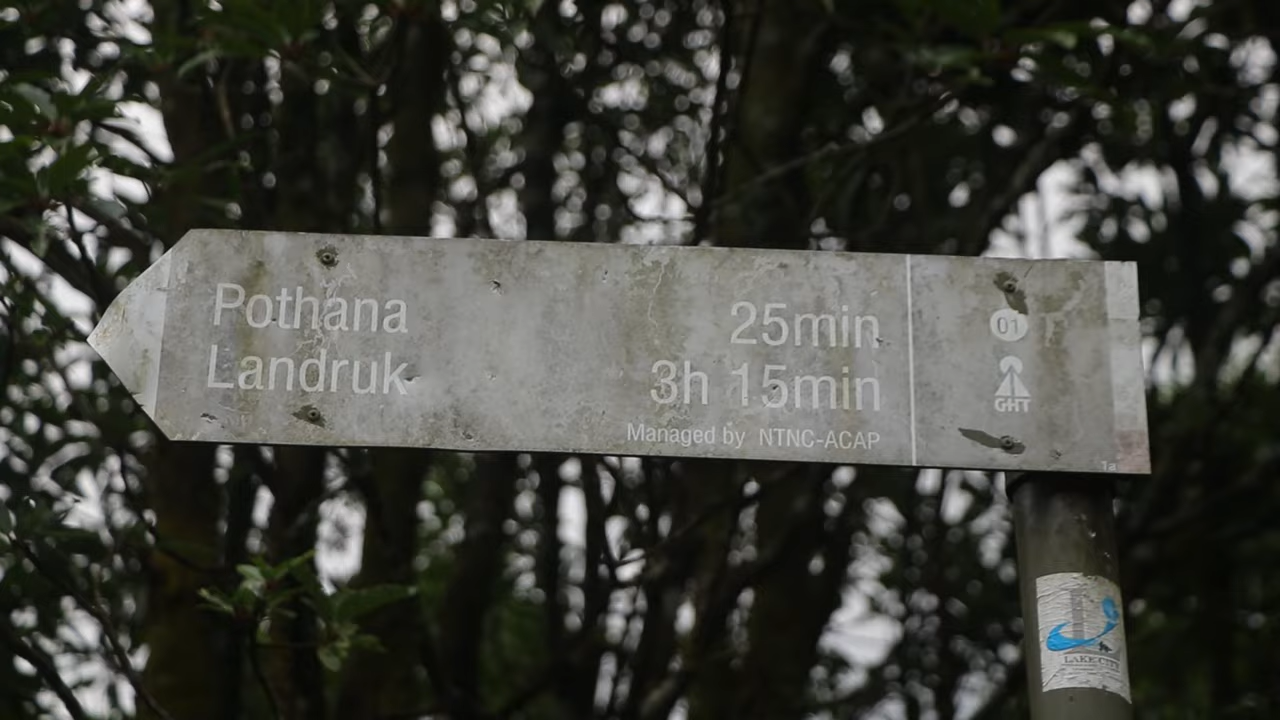 Pothana 25min
Landruk 3h 15min
Managed by NTNC-ACAP
01
GHT
1a
LAKE CITY